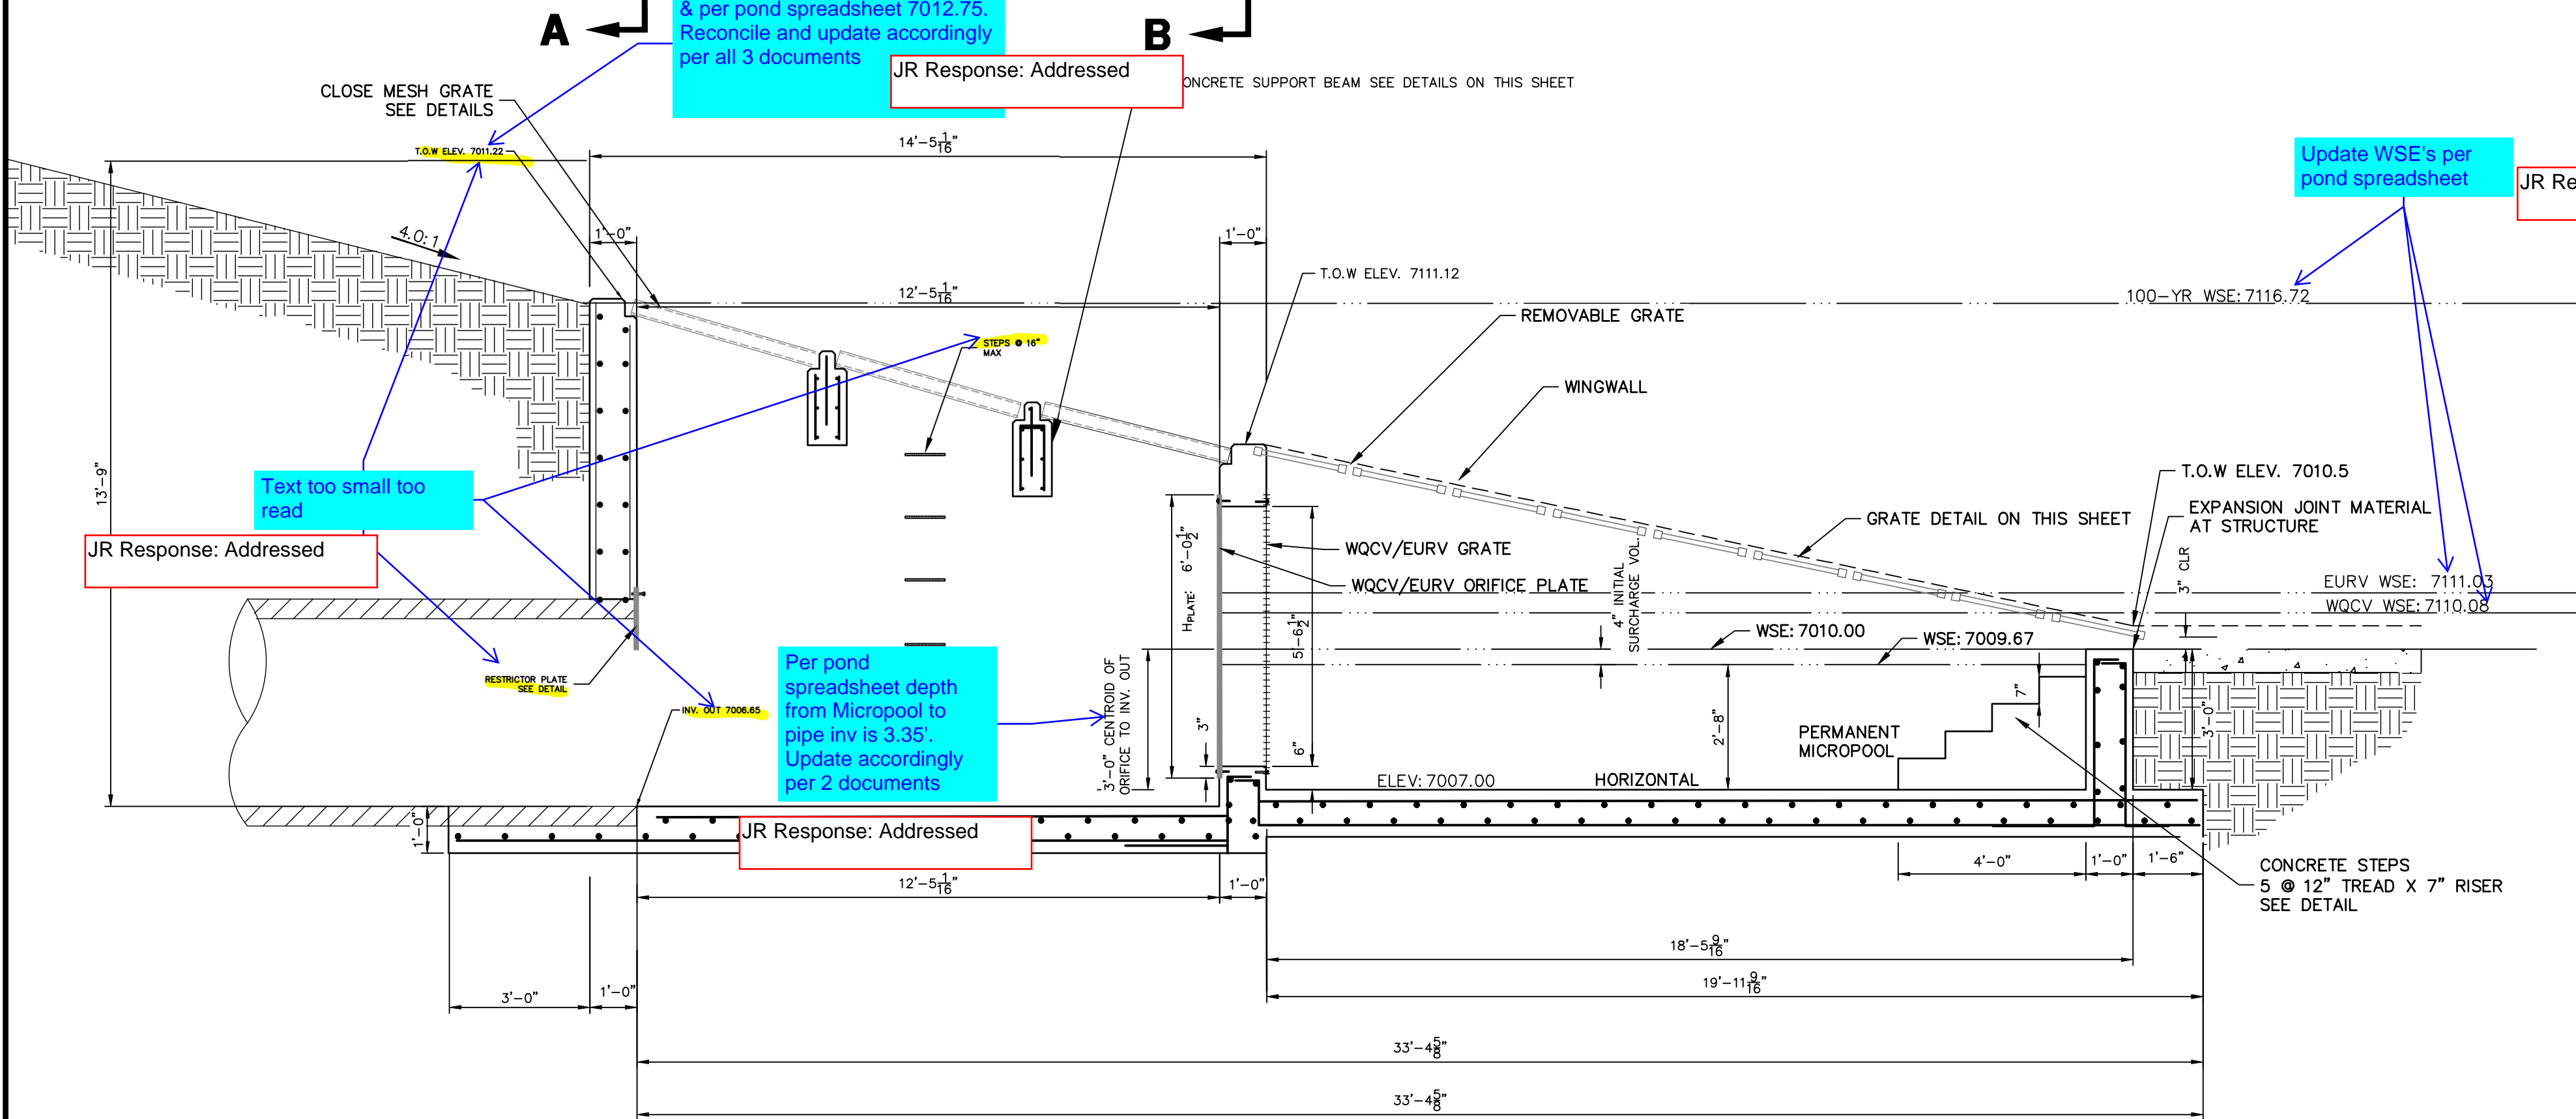 & per pond spreadsheet 7012.75.
Reconcile and update accordingly
per all 3 documents
A
B
JR Response: Addressed
ONCRETE SUPPORT BEAM SEE DETAILS ON THIS SHEET
CLOSE MESH GRATE
SEE DETAILS
T.O.W ELEV. 7011.22
14'-5 1/16"
Update WSE's per
pond spreadsheet
JR Re
4.0:1
1'-0"
1'-0"
12'-5 1/16"
T.O.W ELEV. 7111.12
100-YR WSE: 7116.72
REMOVABLE GRATE
STEPS @ 16"
MAX
WINGWALL
13'-9"
Text too small too
read
JR Response: Addressed
T.O.W ELEV. 7010.5
EXPANSION JOINT MATERIAL
AT STRUCTURE
GRATE DETAIL ON THIS SHEET
WQCV/EURV GRATE
WQCV/EURV ORIFICE PLATE
HPLATE: 6'-0 1/2"
5'-6 1/2"
4" INITIAL
SURCHARGE VOL.
3" CLR
EURV WSE: 7111.03
WQCV WSE: 7110.08
WSE: 7010.00
WSE: 7009.67
RESTRICTOR PLATE
SEE DETAIL
INV. OUT 7006.65
Per pond
spreadsheet depth
from Micropool to
pipe inv is 3.35'.
Update accordingly
per 2 documents
3'-0" CENTROID OF
ORIFICE TO INV. OUT
3"
6"
2'-8"
7"
3'-0"
PERMANENT
MICROPOOL
ELEV: 7007.00
HORIZONTAL
1'-0"
JR Response: Addressed
12'-5 1/16"
1'-0"
4'-0"
1'-0"
1'-6"
CONCRETE STEPS
5 @ 12" TREAD X 7" RISER
SEE DETAIL
18'-5 9/16"
19'-11 9/16"
3'-0"
1'-0"
33'-4 5/8"
33'-4 5/8"